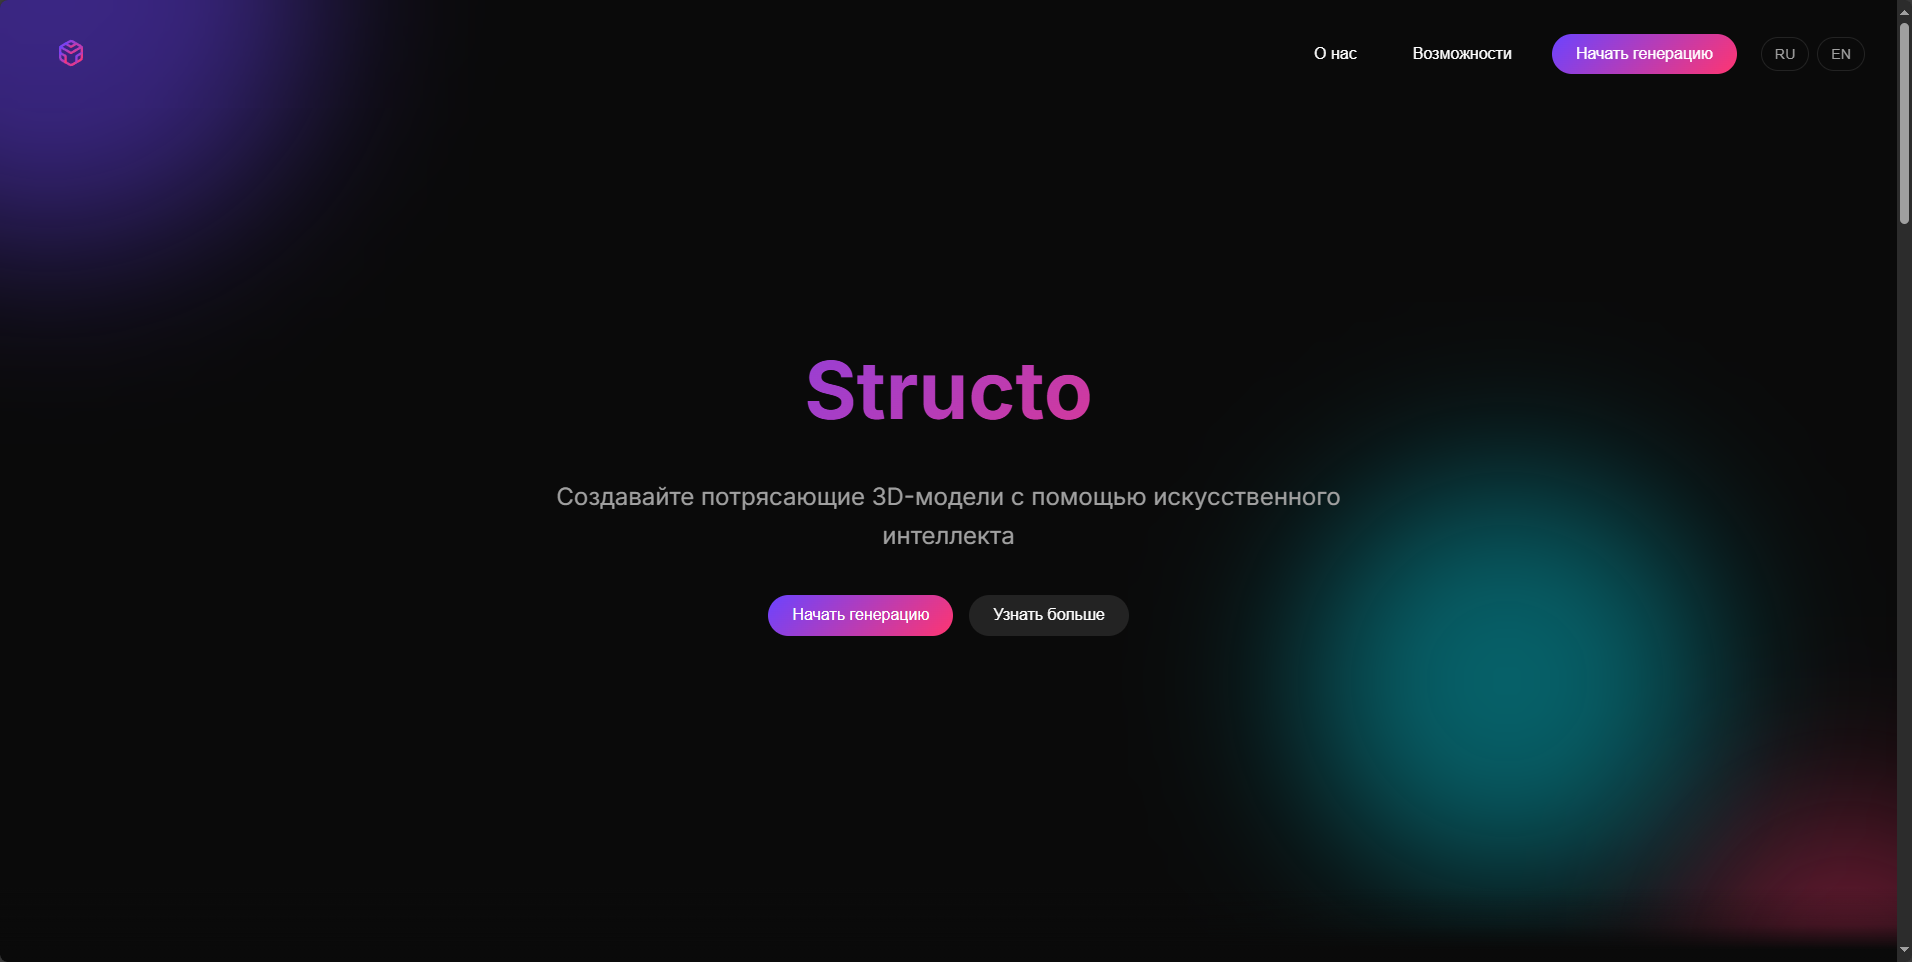 О нас
Возможности
Начать генерацию
RU
EN
Structo
Создавайте потрясающие 3D-модели с помощью искусственного
интеллекта
Начать генерацию
Узнать больше